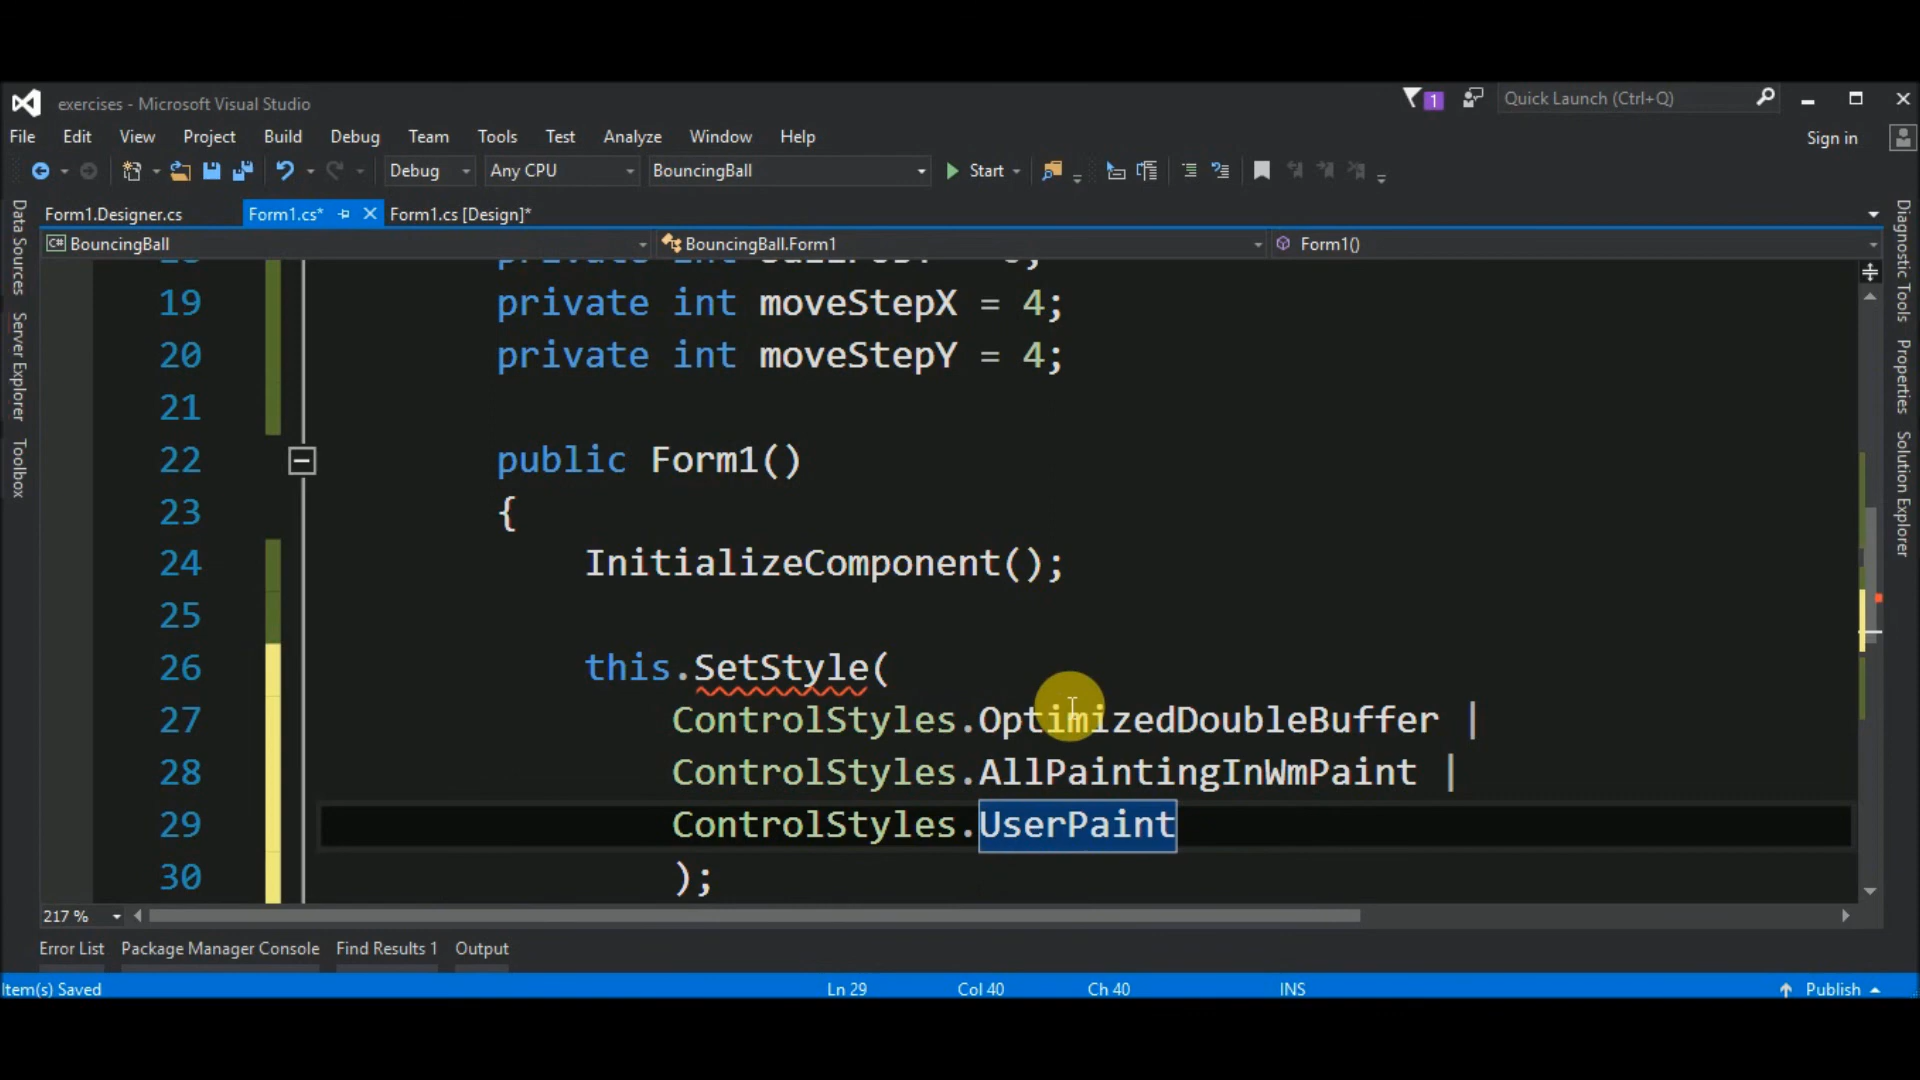 exercises - Microsoft Visual Studio
1
Quick Launch (Ctrl+Q)
File Edit View Project Build Debug Team Tools Test Analyze Window Help
Sign in
Debug Any CPU BouncingBall Start
Form1.Designer.cs Form1.cs* Form1.cs [Design]*
C# BouncingBall BouncingBall.Form1 Form1()
Data Sources
Server Explorer
Toolbox
Diagnostic Tools
Properties
Solution Explorer
19 private int moveStepX = 4;
20 private int moveStepY = 4;
21
22 public Form1()
23 {
24 InitializeComponent();
25
26 this.SetStyle(
27 ControlStyles.OptimizedDoubleBuffer |
28 ControlStyles.AllPaintingInWmPaint |
29 ControlStyles.UserPaint
30 );
217 %
Error List Package Manager Console Find Results 1 Output
Item(s) Saved Ln 29 Col 40 Ch 40 INS Publish